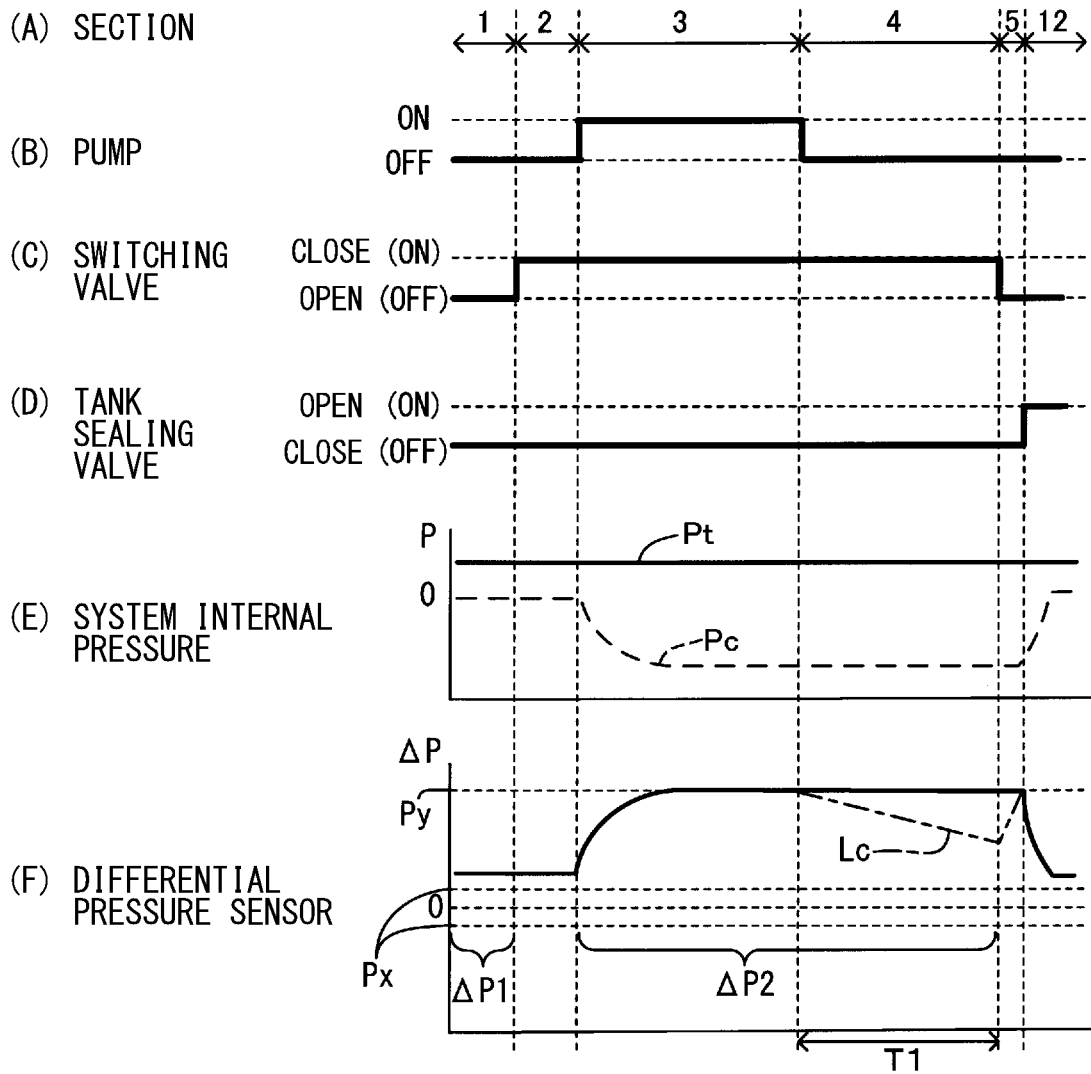 (A) SECTION 1 2 3 4 5 12
ON
(B) PUMP OFF
(C) SWITCHING CLOSE (ON)
VALVE OPEN (OFF)
(D) TANK OPEN (ON)
SEALING
VALVE CLOSE (OFF)
P Pt
0
(E) SYSTEM INTERNAL
PRESSURE Pc
ΔP
Py
Lc
(F) DIFFERENTIAL
PRESSURE SENSOR 0
Px ΔP1 ΔP2
T1